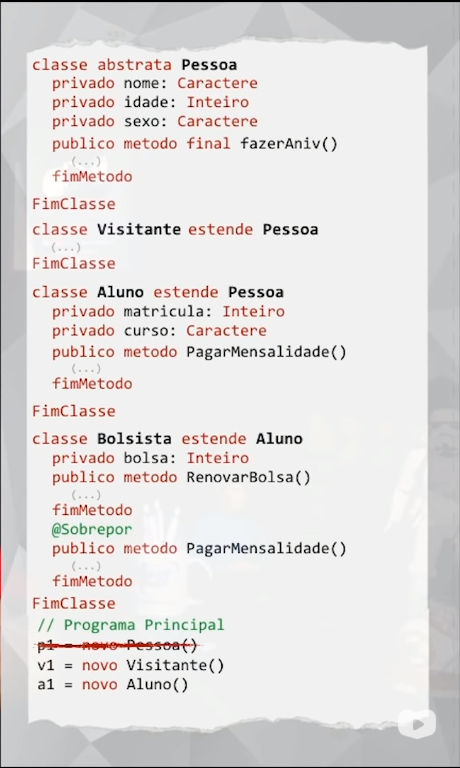 classe abstrata Pessoa
privado nome: Caractere
privado idade: Inteiro
privado sexo: Caractere
publico metodo final fazerAniv()
(...)
fimMetodo
FimClasse
classe Visitante estende Pessoa
(...)
FimClasse
classe Aluno estende Pessoa
privado matricula: Inteiro
privado curso: Caractere
publico metodo PagarMensalidade()
(...)
fimMetodo
FimClasse
classe Bolsista estende Aluno
privado bolsa: Inteiro
publico metodo RenovarBolsa()
(...)
fimMetodo
@Sobrepor
publico metodo PagarMensalidade()
(...)
fimMetodo
FimClasse
// Programa Principal
p1 = novo Pessoa()
v1 = novo Visitante()
a1 = novo Aluno()